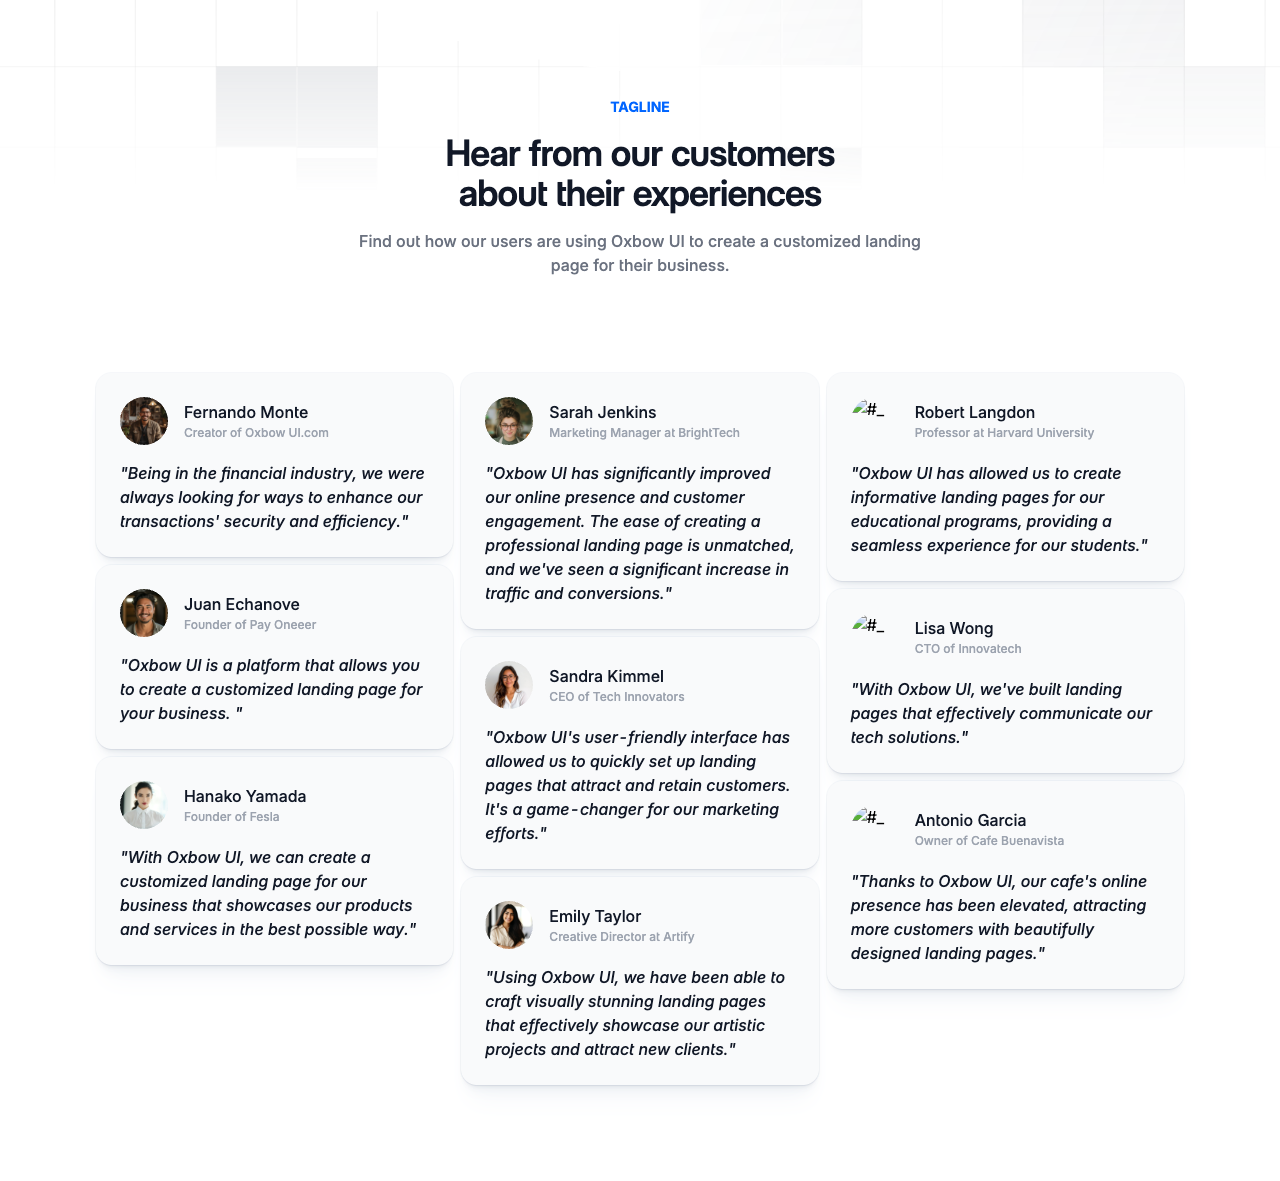 TAGLINE
Hear from our customers
about their experiences
Find out how our users are using Oxbow UI to create a customized landing
page for their business.
Fernando Monte
Creator of Oxbow UI.com
"Being in the financial industry, we were
always looking for ways to enhance our
transactions' security and efficiency."
Juan Echanove
Founder of Pay Oneeer
"Oxbow UI is a platform that allows you
to create a customized landing page for
your business. "
Hanako Yamada
Founder of Fesla
"With Oxbow UI, we can create a
customized landing page for our
business that showcases our products
and services in the best possible way."
Sarah Jenkins
Marketing Manager at BrightTech
"Oxbow UI has significantly improved
our online presence and customer
engagement. The ease of creating a
professional landing page is unmatched,
and we've seen a significant increase in
traffic and conversions."
Sandra Kimmel
CEO of Tech Innovators
"Oxbow UI's user-friendly interface has
allowed us to quickly set up landing
pages that attract and retain customers.
It's a game-changer for our marketing
efforts."
Emily Taylor
Creative Director at Artify
"Using Oxbow UI, we have been able to
craft visually stunning landing pages
that effectively showcase our artistic
projects and attract new clients."
#_
Robert Langdon
Professor at Harvard University
"Oxbow UI has allowed us to create
informative landing pages for our
educational programs, providing a
seamless experience for our students."
#_
Lisa Wong
CTO of Innovatech
"With Oxbow UI, we've built landing
pages that effectively communicate our
tech solutions."
#_
Antonio Garcia
Owner of Cafe Buenavista
"Thanks to Oxbow UI, our cafe's online
presence has been elevated, attracting
more customers with beautifully
designed landing pages."